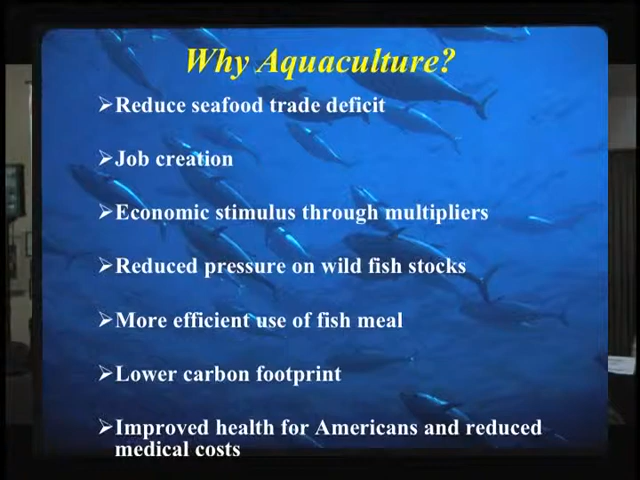 Why Aquaculture?
➢Reduce seafood trade deficit
➢Job creation
➢Economic stimulus through multipliers
➢Reduced pressure on wild fish stocks
➢More efficient use of fish meal
➢Lower carbon footprint
➢Improved health for Americans and reduced
medical costs